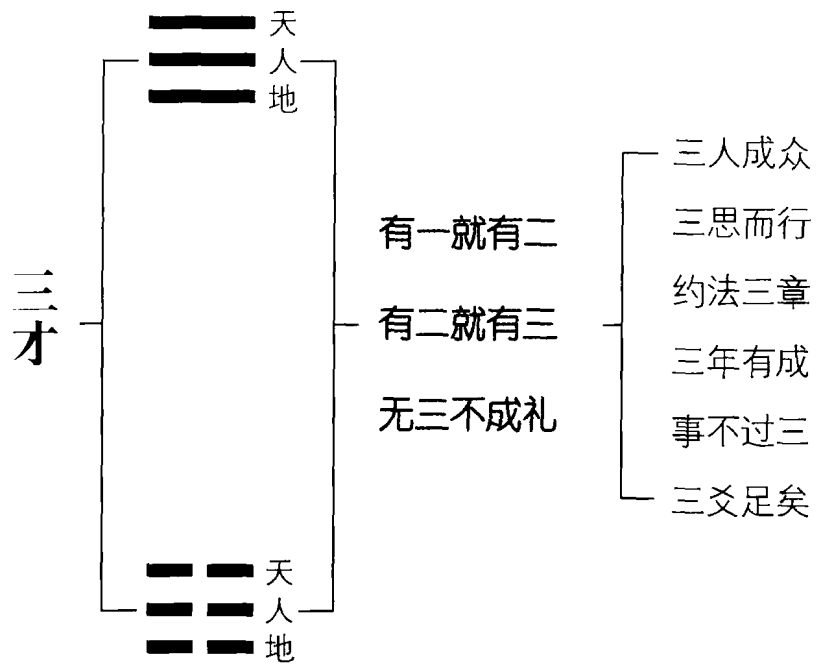 三才
天
人
地
天
人
地
有一就有二
有二就有三
无三不成礼
三人成众
三思而行
约法三章
三年有成
事不过三
三爻足矣